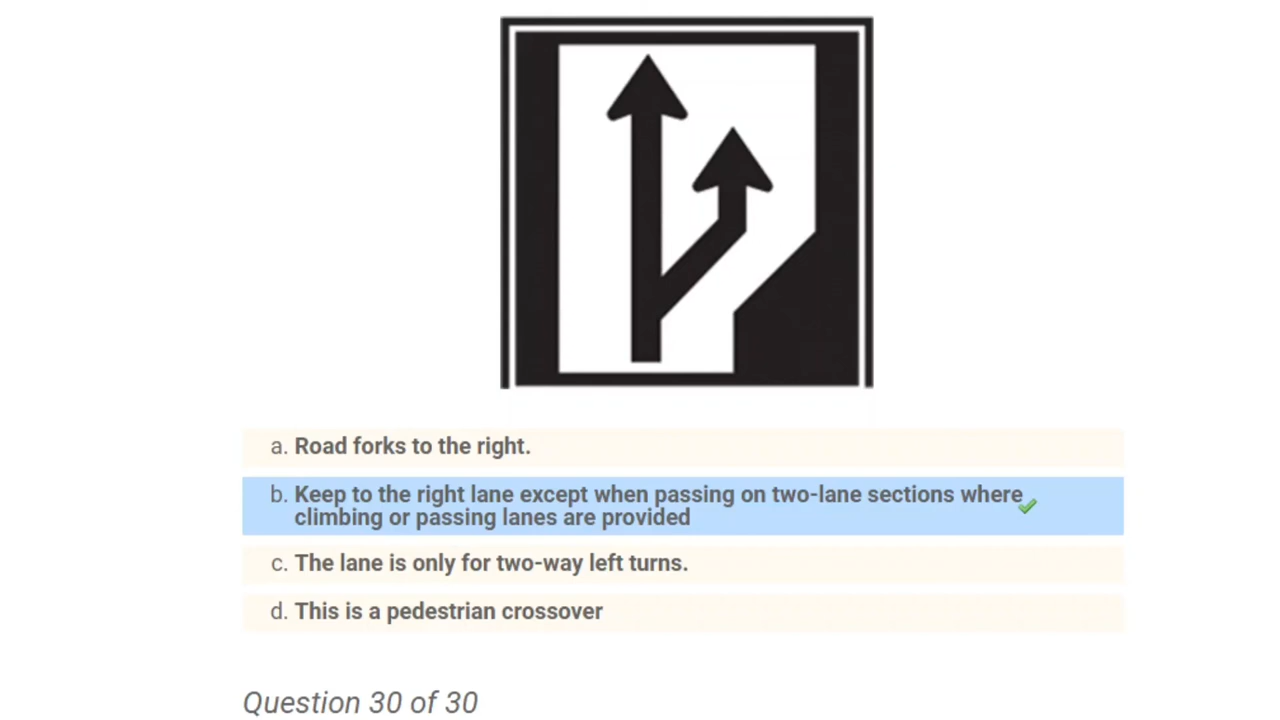 a. Road forks to the right.
b. Keep to the right lane except when passing on two-lane sections where
climbing or passing lanes are provided
c. The lane is only for two-way left turns.
d. This is a pedestrian crossover
Question 30 of 30